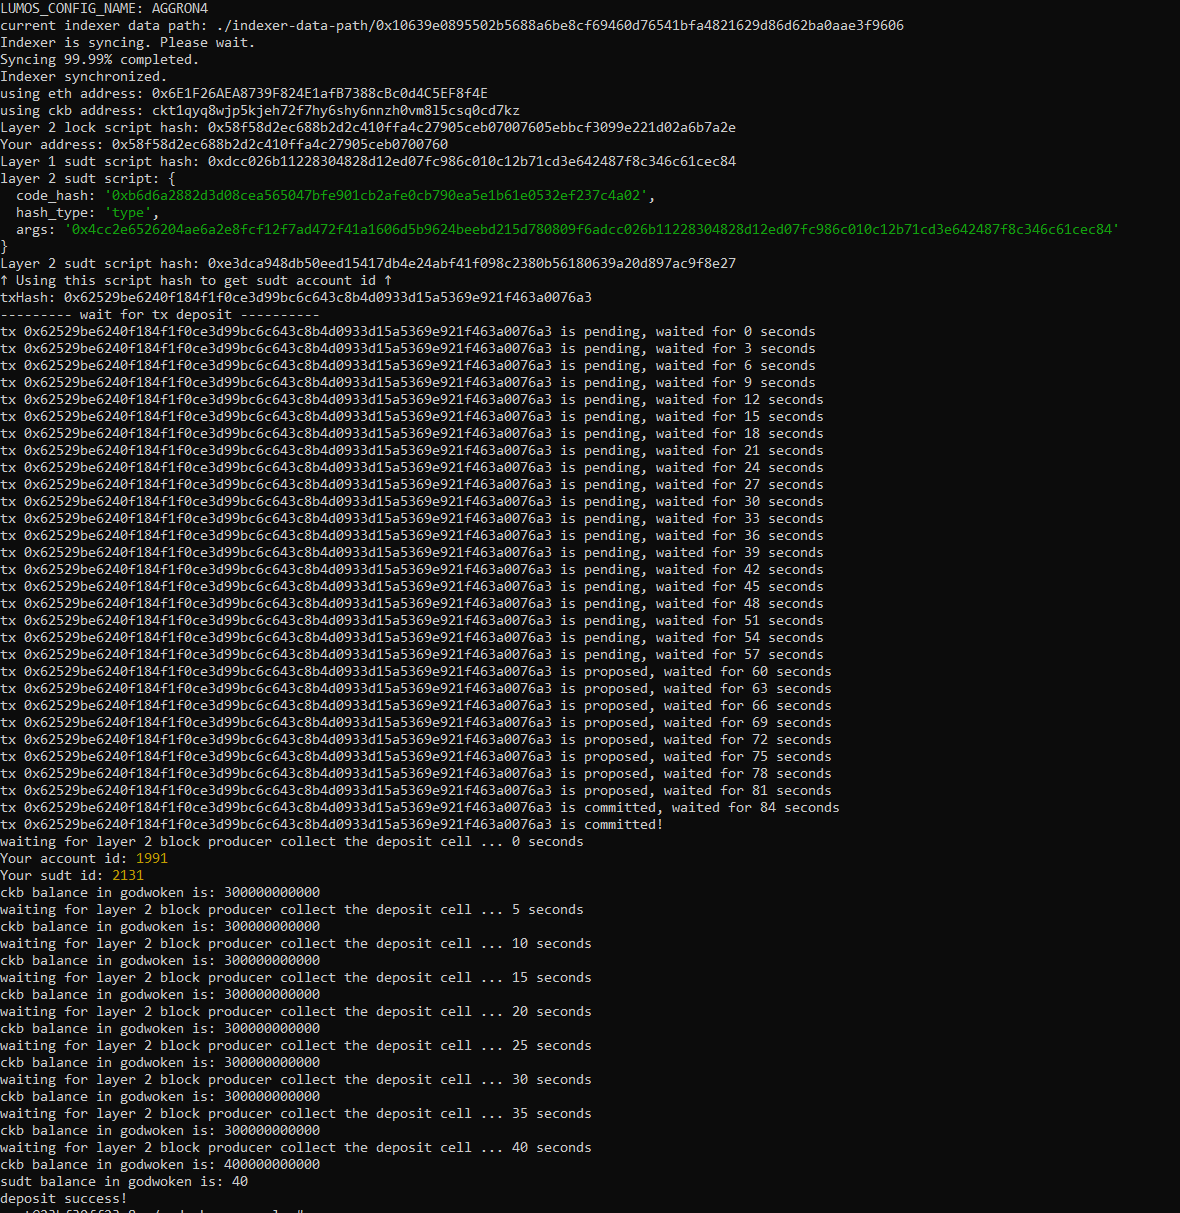 LUMOS_CONFIG_NAME: AGGRON4
current indexer data path: ./indexer-data-path/0x10639e0895502b5688a6be8cf69460d76541bfa4821629d86d62ba0aae3f9606
Indexer is syncing. Please wait.
Syncing 99.99% completed.
Indexer synchronized.
using eth address: 0x6E1F26AEA8739F824E1afB7388cBc0d4C5EF8f4E
using ckb address: ckt1qyq8wjp5kjeh72f7hy6shy6nnzh0vm8l5csq0cd7kz
Layer 2 lock script hash: 0x58f58d2ec688b2d2c410ffa4c27905ceb07007605ebbcf3099e221d02a6b7a2e
Your address: 0x58f58d2ec688b2d2c410ffa4c27905ceb0700760
Layer 1 sudt script hash: 0xdcc026b11228304828d12ed07fc986c010c12b71cd3e642487f8c346c61cec84
layer 2 sudt script: {
  code_hash: '0xb6d6a2882d3d08cea565047bfe901cb2afe0cb790ea5e1b61e0532ef237c4a02',
  hash_type: 'type',
  args: '0x4cc2e6526204ae6a2e8fcf12f7ad472f41a1606d5b9624beebd215d780809f6adcc026b11228304828d12ed07fc986c010c12b71cd3e642487f8c346c61cec84'
}
Layer 2 sudt script hash: 0xe3dca948db50eed15417db4e24abf41f098c2380b56180639a20d897ac9f8e27
↑ Using this script hash to get sudt account id ↑
txHash: 0x62529be6240f184f1f0ce3d99bc6c643c8b4d0933d15a5369e921f463a0076a3
--------- wait for tx deposit ----------
tx 0x62529be6240f184f1f0ce3d99bc6c643c8b4d0933d15a5369e921f463a0076a3 is pending, waited for 0 seconds
tx 0x62529be6240f184f1f0ce3d99bc6c643c8b4d0933d15a5369e921f463a0076a3 is pending, waited for 3 seconds
tx 0x62529be6240f184f1f0ce3d99bc6c643c8b4d0933d15a5369e921f463a0076a3 is pending, waited for 6 seconds
tx 0x62529be6240f184f1f0ce3d99bc6c643c8b4d0933d15a5369e921f463a0076a3 is pending, waited for 9 seconds
tx 0x62529be6240f184f1f0ce3d99bc6c643c8b4d0933d15a5369e921f463a0076a3 is pending, waited for 12 seconds
tx 0x62529be6240f184f1f0ce3d99bc6c643c8b4d0933d15a5369e921f463a0076a3 is pending, waited for 15 seconds
tx 0x62529be6240f184f1f0ce3d99bc6c643c8b4d0933d15a5369e921f463a0076a3 is pending, waited for 18 seconds
tx 0x62529be6240f184f1f0ce3d99bc6c643c8b4d0933d15a5369e921f463a0076a3 is pending, waited for 21 seconds
tx 0x62529be6240f184f1f0ce3d99bc6c643c8b4d0933d15a5369e921f463a0076a3 is pending, waited for 24 seconds
tx 0x62529be6240f184f1f0ce3d99bc6c643c8b4d0933d15a5369e921f463a0076a3 is pending, waited for 27 seconds
tx 0x62529be6240f184f1f0ce3d99bc6c643c8b4d0933d15a5369e921f463a0076a3 is pending, waited for 30 seconds
tx 0x62529be6240f184f1f0ce3d99bc6c643c8b4d0933d15a5369e921f463a0076a3 is pending, waited for 33 seconds
tx 0x62529be6240f184f1f0ce3d99bc6c643c8b4d0933d15a5369e921f463a0076a3 is pending, waited for 36 seconds
tx 0x62529be6240f184f1f0ce3d99bc6c643c8b4d0933d15a5369e921f463a0076a3 is pending, waited for 39 seconds
tx 0x62529be6240f184f1f0ce3d99bc6c643c8b4d0933d15a5369e921f463a0076a3 is pending, waited for 42 seconds
tx 0x62529be6240f184f1f0ce3d99bc6c643c8b4d0933d15a5369e921f463a0076a3 is pending, waited for 45 seconds
tx 0x62529be6240f184f1f0ce3d99bc6c643c8b4d0933d15a5369e921f463a0076a3 is pending, waited for 48 seconds
tx 0x62529be6240f184f1f0ce3d99bc6c643c8b4d0933d15a5369e921f463a0076a3 is pending, waited for 51 seconds
tx 0x62529be6240f184f1f0ce3d99bc6c643c8b4d0933d15a5369e921f463a0076a3 is pending, waited for 54 seconds
tx 0x62529be6240f184f1f0ce3d99bc6c643c8b4d0933d15a5369e921f463a0076a3 is pending, waited for 57 seconds
tx 0x62529be6240f184f1f0ce3d99bc6c643c8b4d0933d15a5369e921f463a0076a3 is proposed, waited for 60 seconds
tx 0x62529be6240f184f1f0ce3d99bc6c643c8b4d0933d15a5369e921f463a0076a3 is proposed, waited for 63 seconds
tx 0x62529be6240f184f1f0ce3d99bc6c643c8b4d0933d15a5369e921f463a0076a3 is proposed, waited for 66 seconds
tx 0x62529be6240f184f1f0ce3d99bc6c643c8b4d0933d15a5369e921f463a0076a3 is proposed, waited for 69 seconds
tx 0x62529be6240f184f1f0ce3d99bc6c643c8b4d0933d15a5369e921f463a0076a3 is proposed, waited for 72 seconds
tx 0x62529be6240f184f1f0ce3d99bc6c643c8b4d0933d15a5369e921f463a0076a3 is proposed, waited for 75 seconds
tx 0x62529be6240f184f1f0ce3d99bc6c643c8b4d0933d15a5369e921f463a0076a3 is proposed, waited for 78 seconds
tx 0x62529be6240f184f1f0ce3d99bc6c643c8b4d0933d15a5369e921f463a0076a3 is proposed, waited for 81 seconds
tx 0x62529be6240f184f1f0ce3d99bc6c643c8b4d0933d15a5369e921f463a0076a3 is committed, waited for 84 seconds
tx 0x62529be6240f184f1f0ce3d99bc6c643c8b4d0933d15a5369e921f463a0076a3 is committed!
waiting for layer 2 block producer collect the deposit cell ... 0 seconds
Your account id: 1991
Your sudt id: 2131
ckb balance in godwoken is: 300000000000
waiting for layer 2 block producer collect the deposit cell ... 5 seconds
ckb balance in godwoken is: 300000000000
waiting for layer 2 block producer collect the deposit cell ... 10 seconds
ckb balance in godwoken is: 300000000000
waiting for layer 2 block producer collect the deposit cell ... 15 seconds
ckb balance in godwoken is: 300000000000
waiting for layer 2 block producer collect the deposit cell ... 20 seconds
ckb balance in godwoken is: 300000000000
waiting for layer 2 block producer collect the deposit cell ... 25 seconds
ckb balance in godwoken is: 300000000000
waiting for layer 2 block producer collect the deposit cell ... 30 seconds
ckb balance in godwoken is: 300000000000
waiting for layer 2 block producer collect the deposit cell ... 35 seconds
ckb balance in godwoken is: 300000000000
waiting for layer 2 block producer collect the deposit cell ... 40 seconds
ckb balance in godwoken is: 400000000000
sudt balance in godwoken is: 40
deposit success!